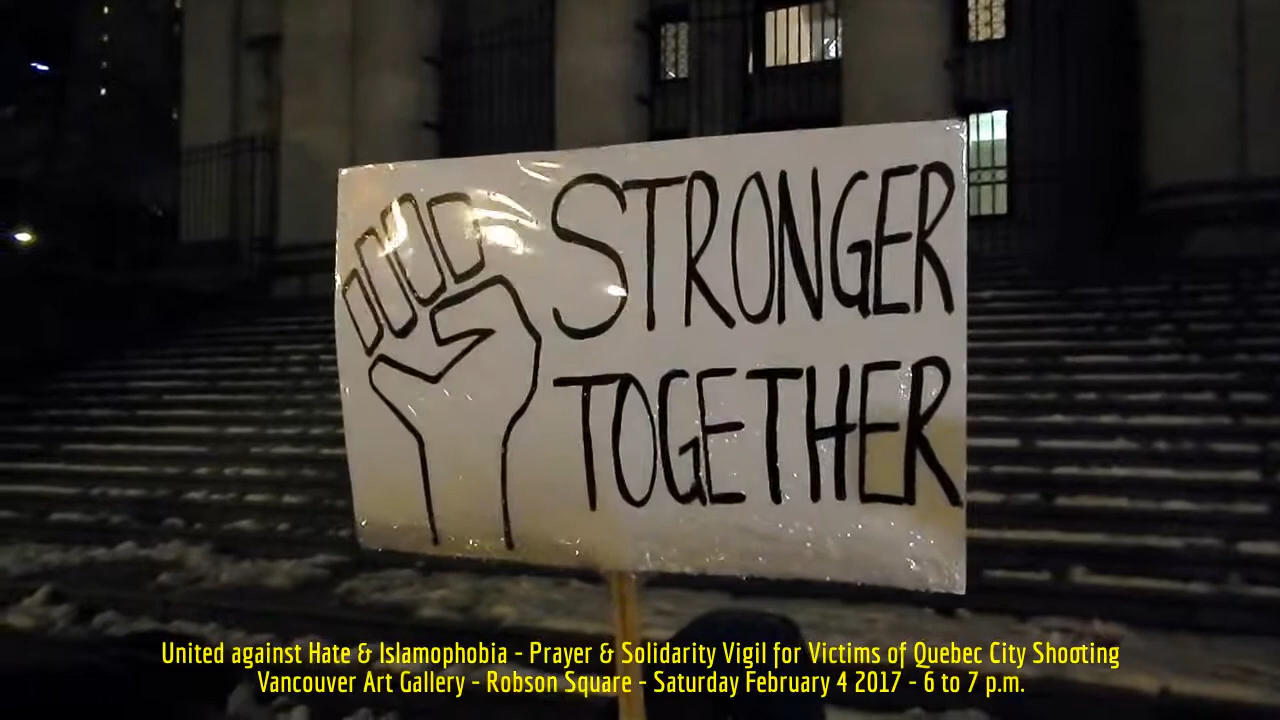 STRONGER
TOGETHER
United against Hate & Islamophobia - Prayer & Solidarity Vigil for Victims of Quebec City Shooting
Vancouver Art Gallery - Robson Square - Saturday February 4 2017 - 6 to 7 p.m.